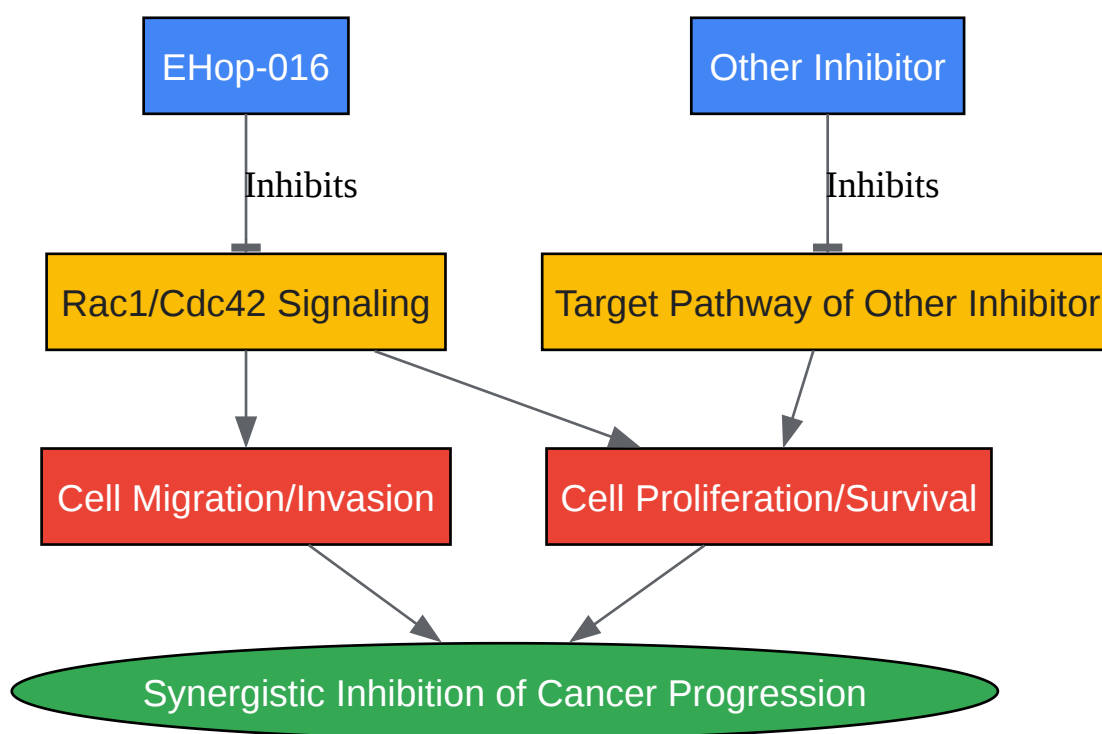 EHop-016
Other Inhibitor
Inhibits
Inhibits
Rac1/Cdc42 Signaling
Target Pathway of Other Inhibitor
Cell Migration/Invasion
Cell Proliferation/Survival
Synergistic Inhibition of Cancer Progression